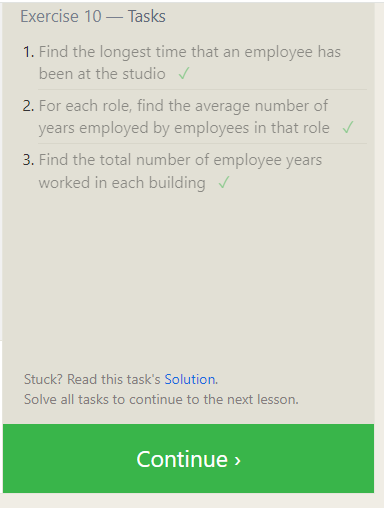 Exercise 10 — Tasks
1. Find the longest time that an employee has
been at the studio ✓
2. For each role, find the average number of
years employed by employees in that role ✓
3. Find the total number of employee years
worked in each building ✓
Stuck? Read this task's Solution.
Solve all tasks to continue to the next lesson.
Continue ›